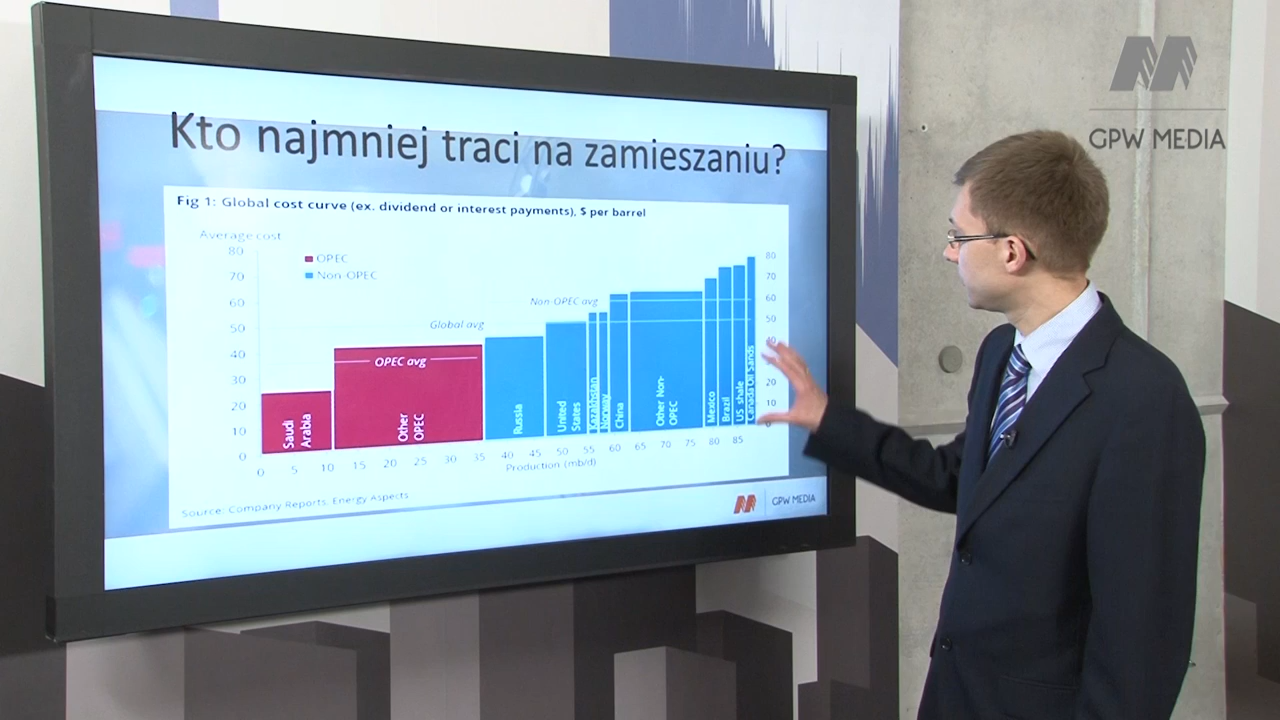 GPW MEDIA
Kto najmniej traci na zamieszaniu?
Fig 1: Global cost curve (ex. dividend or interest payments), $ per barrel
Average cost
OPEC
Non-OPEC
80
70
60
50
40
30
20
10
0
Global avg
Non-OPEC avg
OPEC avg
Saudi
Arabia
Other
OPEC
Russia
United
States
Kazakhstan
Norway
China
Other Non-
OPEC
Mexico
Brazil
US shale
Canada Oil Sands
80
70
60
50
40
20
10
0 5 10 15 20 25 30 35 40 45 50 55 60 65 70 75 80 85
Production (mb/d)
Source: Company Reports, Energy Aspects
GPW MEDIA